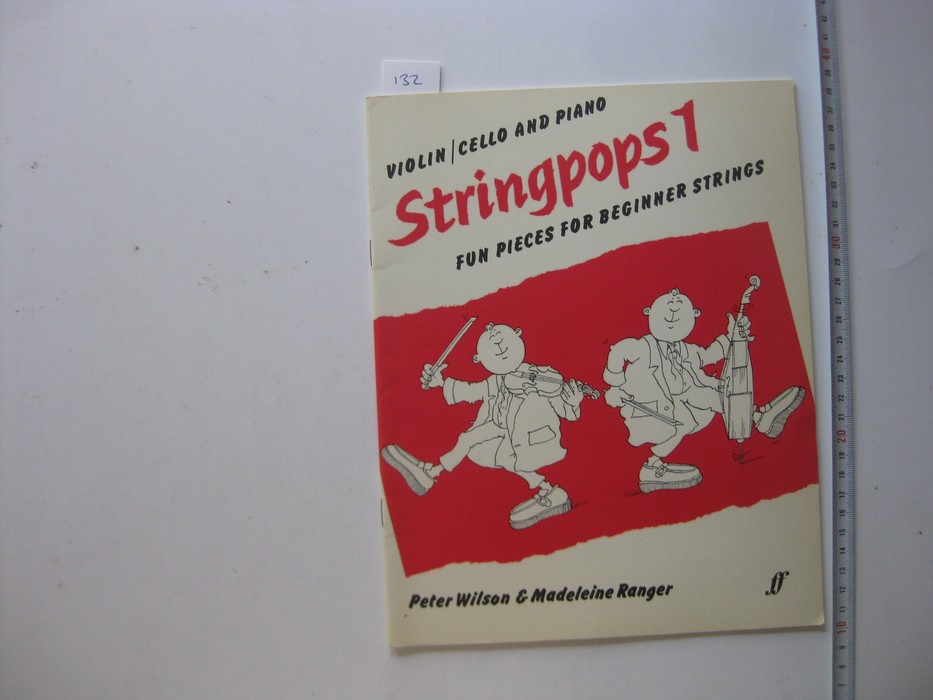 132
VIOLIN | CELLO AND PIANO
Stringpops 1
FUN PIECES FOR BEGINNER STRINGS
Peter Wilson & Madeleine Ranger
ff